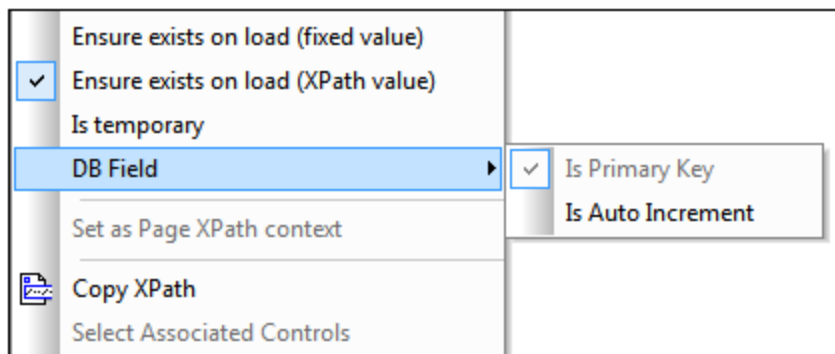 Ensure exists on load (fixed value)
Ensure exists on load (XPath value)
Is temporary
DB Field
Is Primary Key
Is Auto Increment
Set as Page XPath context
Copy XPath
Select Associated Controls